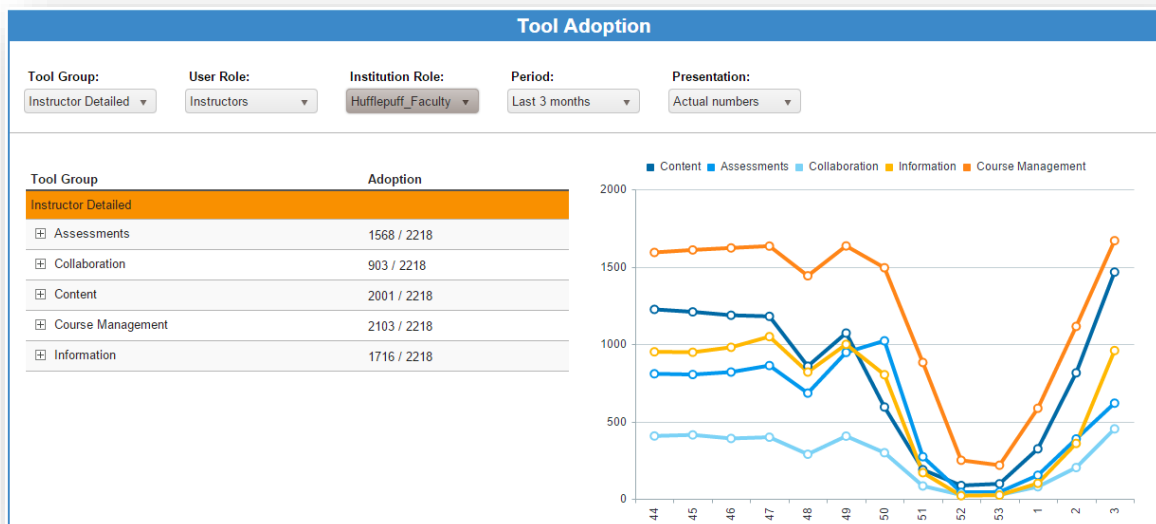 Tool Adoption
Tool Group: User Role: Institution Role: Period: Presentation:
Instructor Detailed Instructors Hufflepuff_Faculty Last 3 months Actual numbers
Tool Group Adoption
Instructor Detailed
Assessments 1568 / 2218
Collaboration 903 / 2218
Content 2001 / 2218
Course Management 2103 / 2218
Information 1716 / 2218
Content Assessments Collaboration Information Course Management
2000
1500
1000
500
0
44 45 46 47 48 49 50 51 52 53 1 2 3